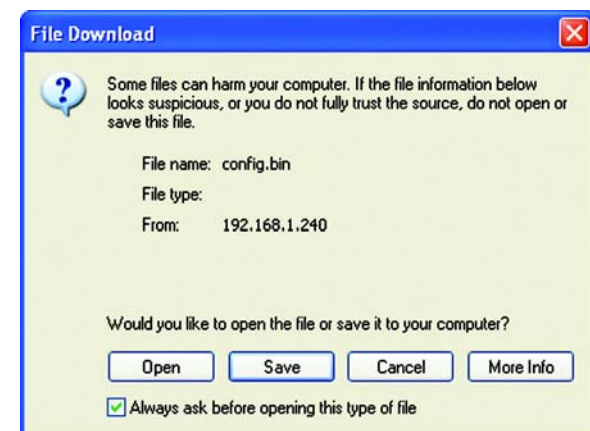 File Download
Some files can harm your computer. If the file information below
looks suspicious, or you do not fully trust the source, do not open or
save this file.
File name: config.bin
File type:
From: 192.168.1.240
Would you like to open the file or save it to your computer?
Open Save Cancel More Info
Always ask before opening this type of file